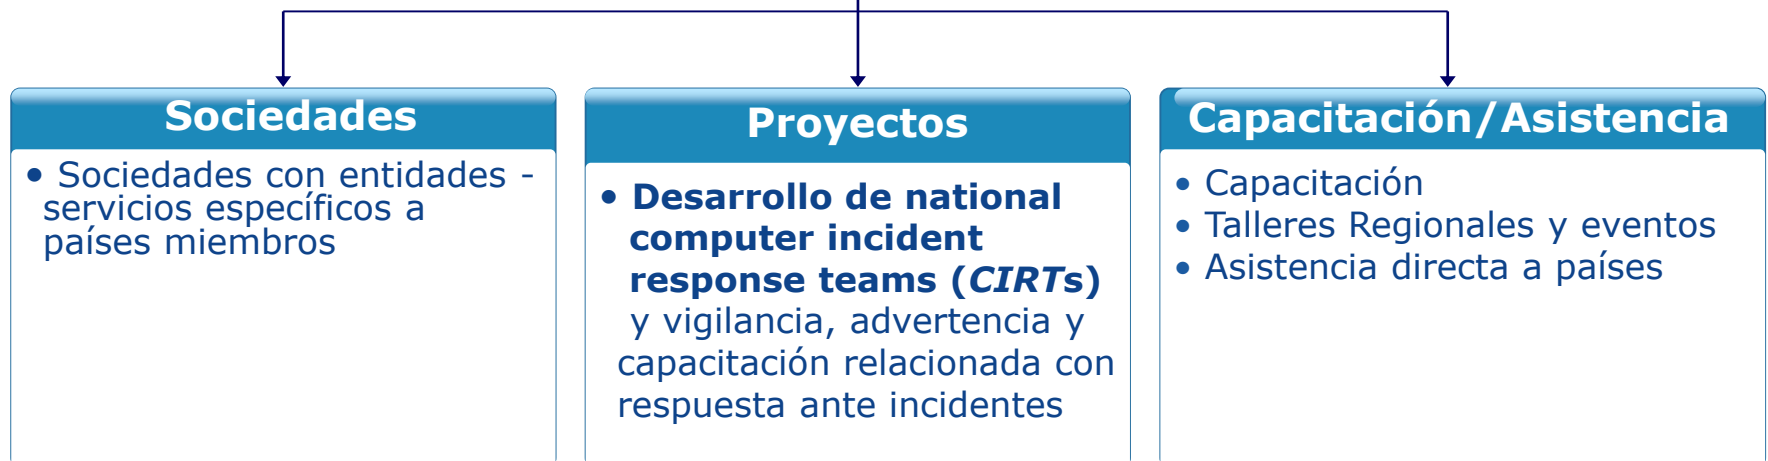 Sociedades
• Sociedades con entidades -
servicios específicos a
países miembros
Proyectos
• Desarrollo de national
computer incident
response teams (CIRTs)
y vigilancia, advertencia y
capacitación relacionada con
respuesta ante incidentes
Capacitación/Asistencia
• Capacitación
• Talleres Regionales y eventos
• Asistencia directa a países